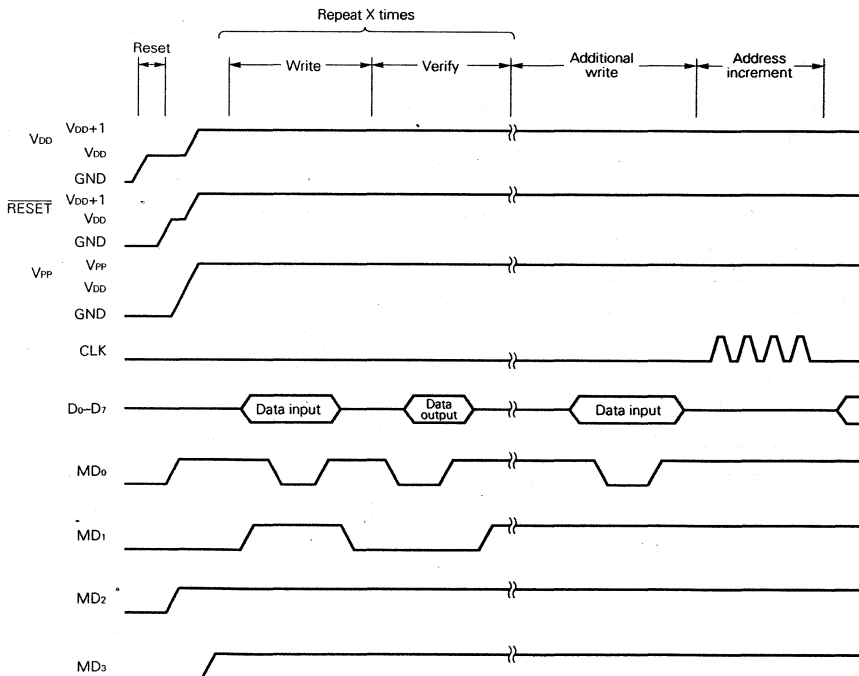 Repeat X times
Reset
Write
Verify
Additional write
Address increment
VDD
VDD+1
VDD
GND
RESET
VDD+1
VDD
GND
VPP
VPP
VDD
GND
CLK
D0–D7
Data input
Data output
Data input
MD0
MD1
MD2
MD3